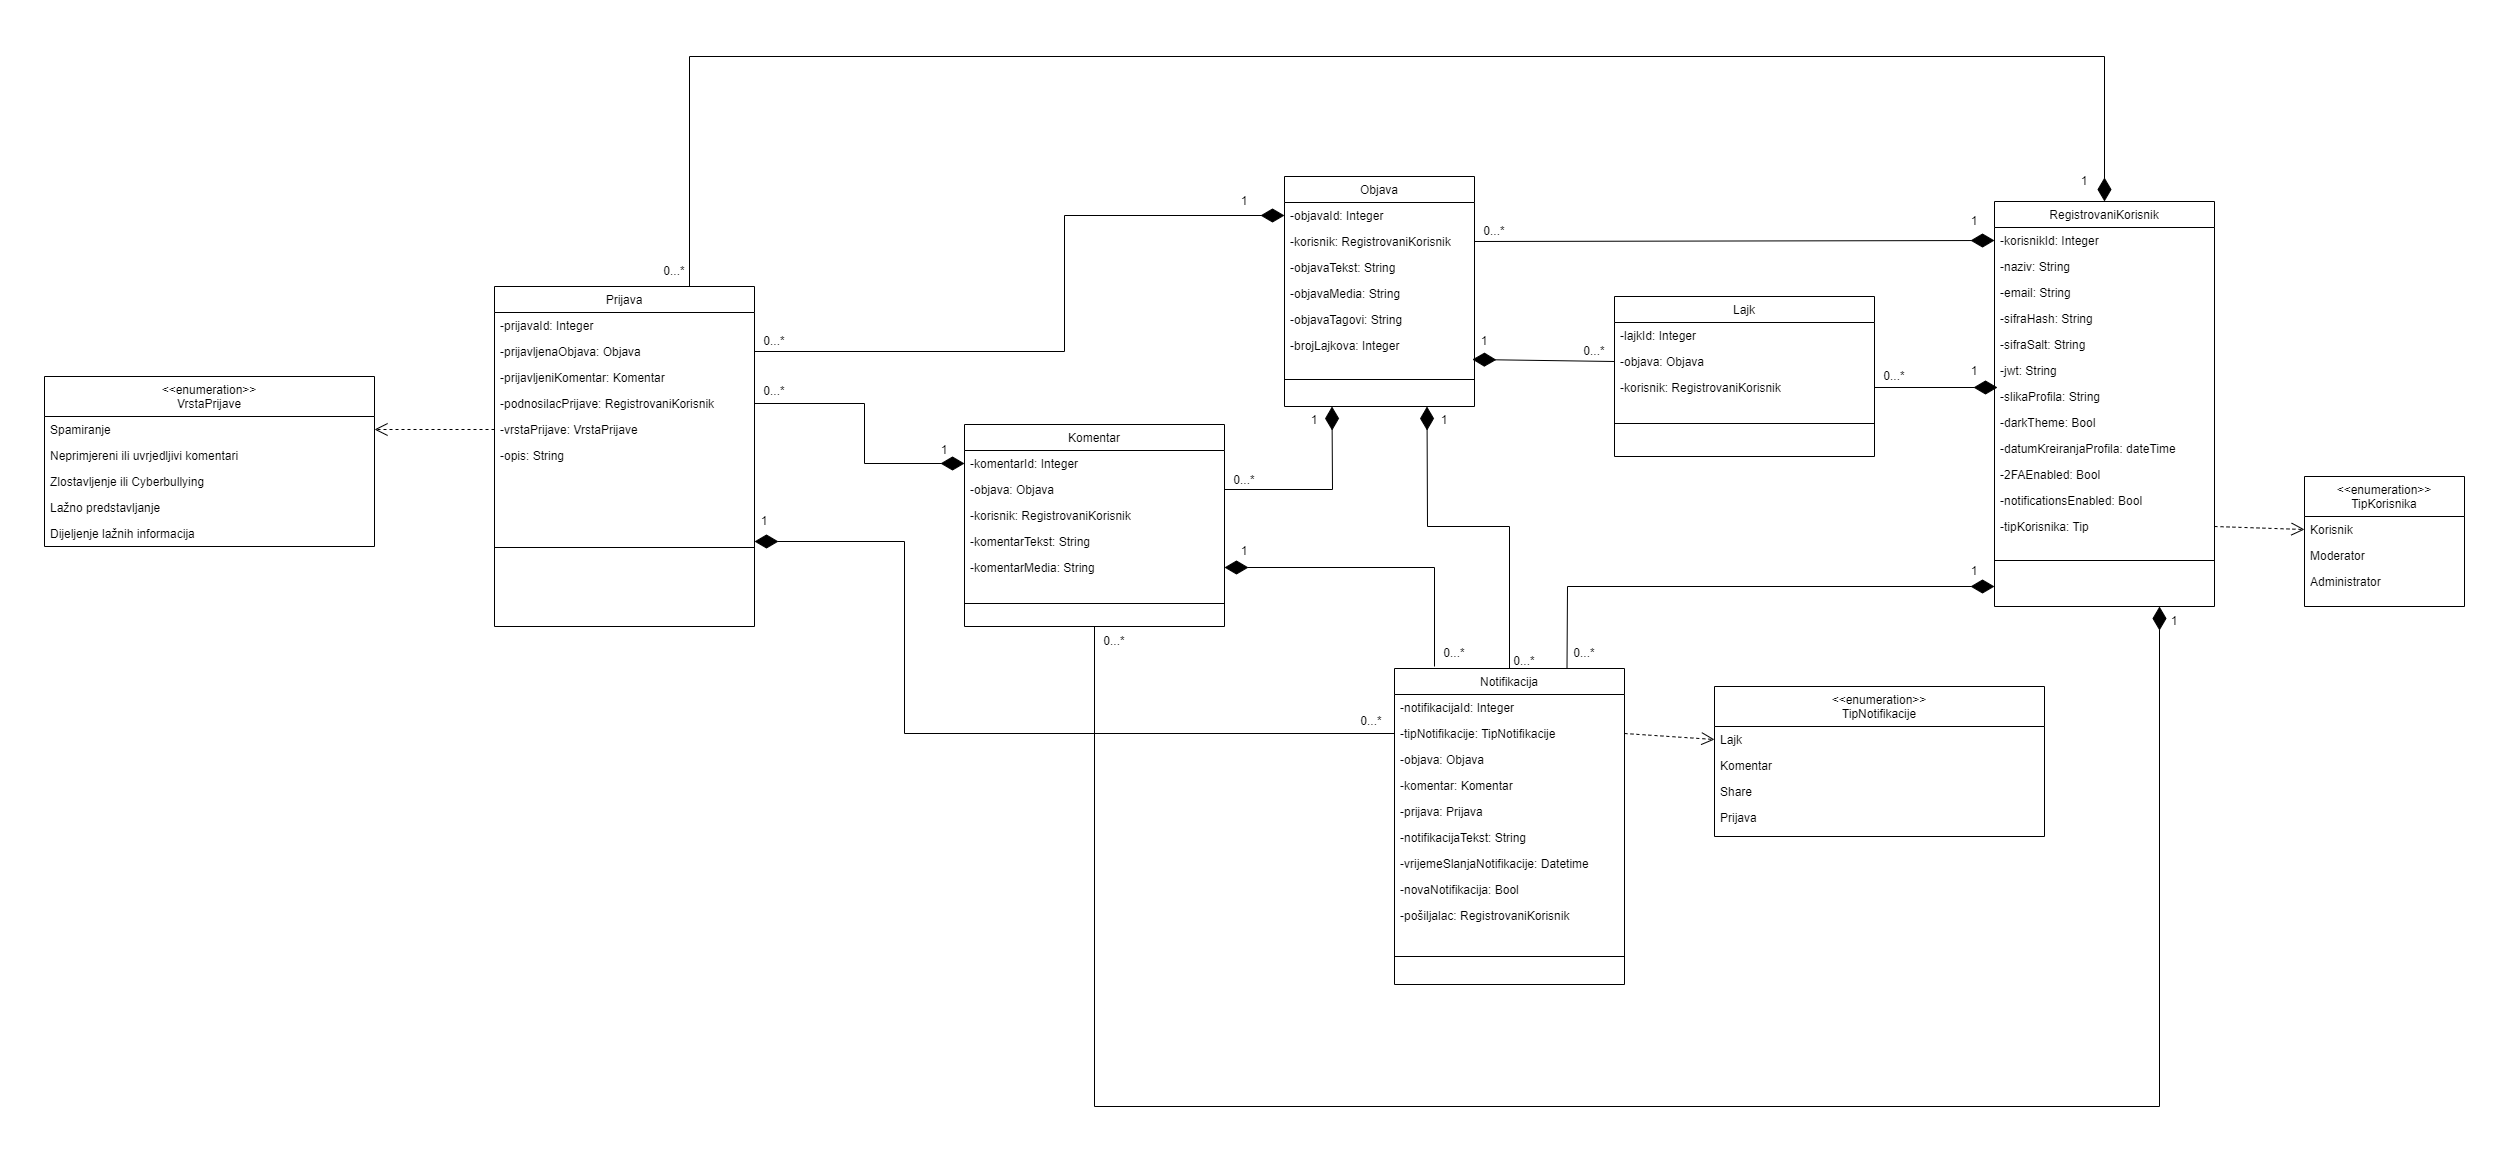 <<enumeration>>
VrstaPrijave
Spamiranje
Neprimjereni ili uvrjedljivi komentari
Zlostavljenje ili Cyberbullying
Lažno predstavljanje
Dijeljenje lažnih informacija
0...*
Prijava
-prijavaId: Integer
-prijavljenaObjava: Objava
-prijavljeniKomentar: Komentar
-podnosilacPrijave: RegistrovaniKorisnik
-vrstaPrijave: VrstaPrijave
-opis: String
0...*
0...*
1
1
Komentar
-komentarId: Integer
-objava: Objava
-korisnik: RegistrovaniKorisnik
-komentarTekst: String
-komentarMedia: String
0...*
1
0...*
1
Objava
-objavaId: Integer
-korisnik: RegistrovaniKorisnik
-objavaTekst: String
-objavaMedia: String
-objavaTagovi: String
-brojLajkova: Integer
1
1
0...*
1
0...*
Lajk
-lajkId: Integer
-objava: Objava
-korisnik: RegistrovaniKorisnik
0...*
1
1
1
RegistrovaniKorisnik
-korisnikId: Integer
-naziv: String
-email: String
-sifraHash: String
-sifraSalt: String
-jwt: String
-slikaProfila: String
-darkTheme: Bool
-datumKreiranjaProfila: dateTime
-2FAEnabled: Bool
-notificationsEnabled: Bool
-tipKorisnika: Tip
1
1
<<enumeration>>
TipKorisnika
Korisnik
Moderator
Administrator
0...*
0...*
0...*
0...*
Notifikacija
-notifikacijaId: Integer
-tipNotifikacije: TipNotifikacije
-objava: Objava
-komentar: Komentar
-prijava: Prijava
-notifikacijaTekst: String
-vrijemeSlanjaNotifikacije: Datetime
-novaNotifikacija: Bool
-pošiljalac: RegistrovaniKorisnik
<<enumeration>>
TipNotifikacije
Lajk
Komentar
Share
Prijava